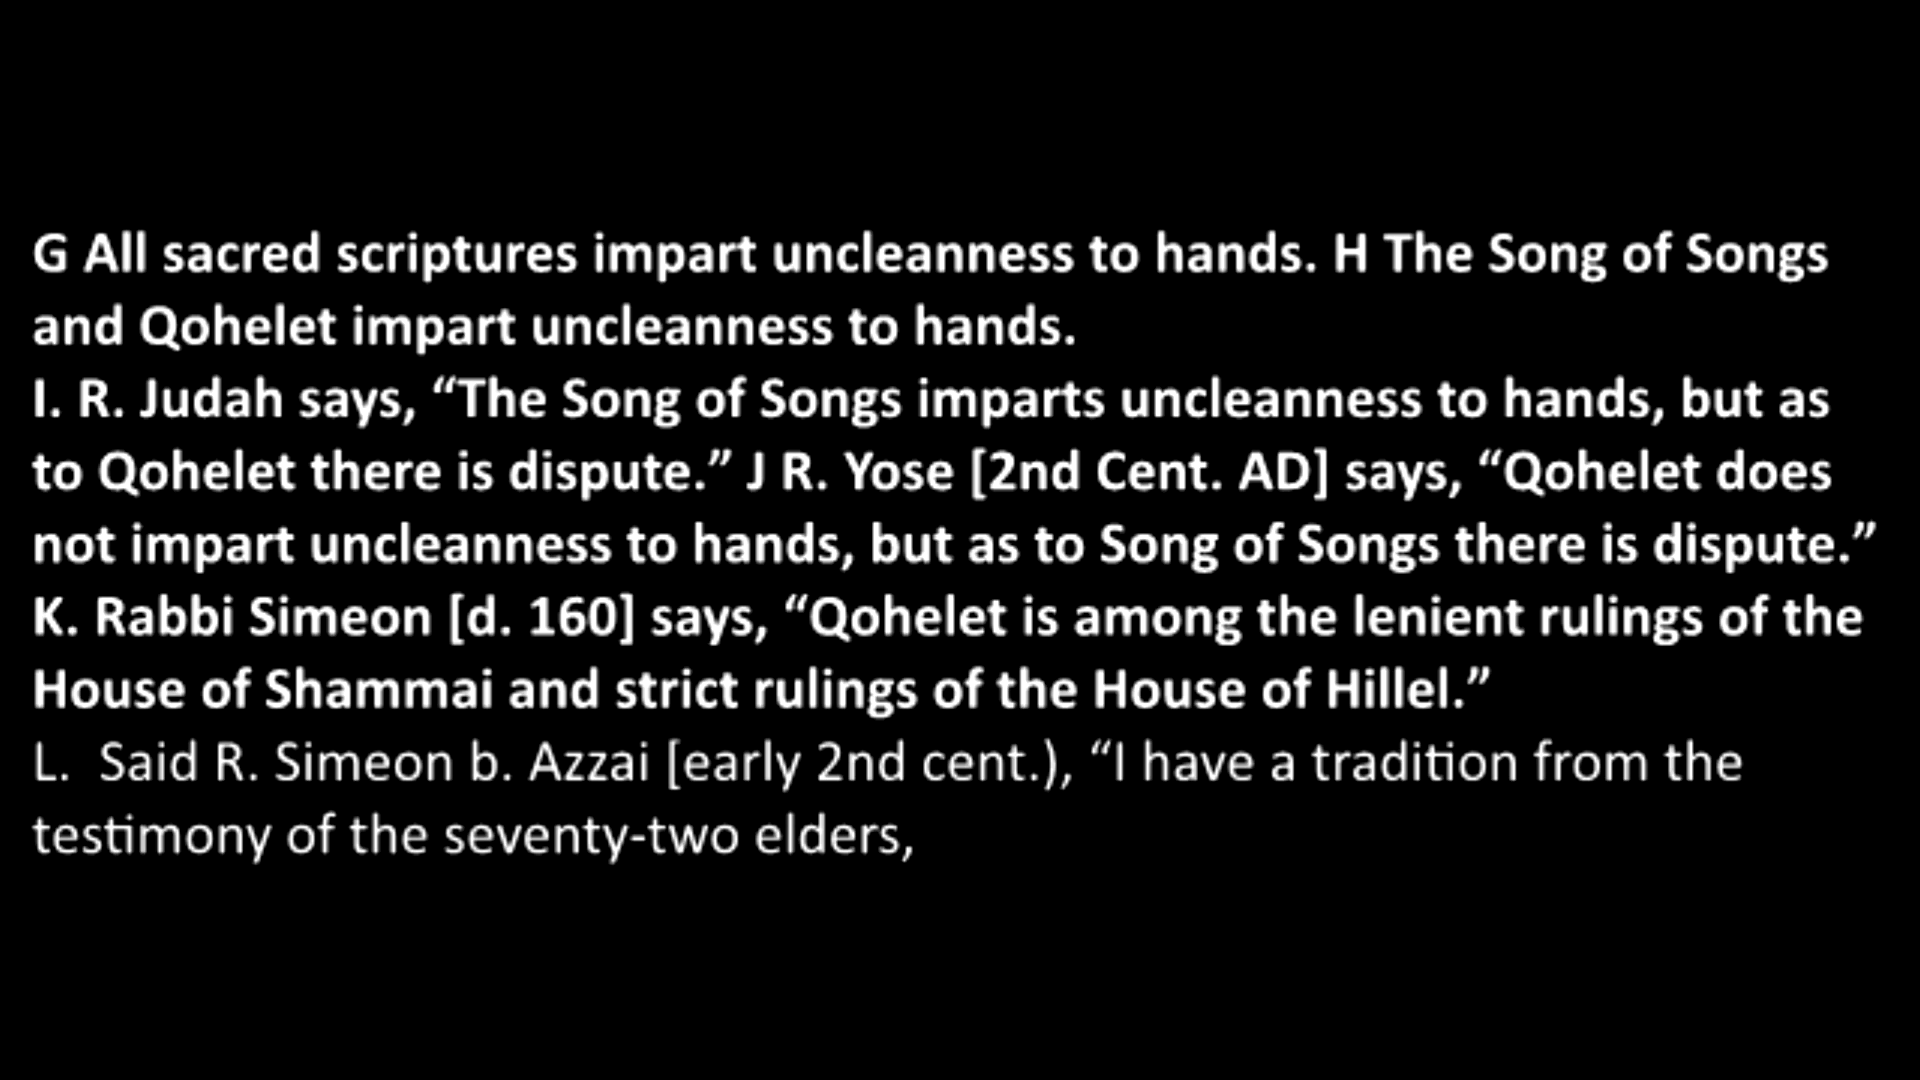 G All sacred scriptures impart uncleanness to hands. H The Song of Songs
and Qohelet impart uncleanness to hands.
I. R. Judah says, “The Song of Songs imparts uncleanness to hands, but as
to Qohelet there is dispute.” J R. Yose [2nd Cent. AD] says, “Qohelet does
not impart uncleanness to hands, but as to Song of Songs there is dispute.”
K. Rabbi Simeon [d. 160] says, “Qohelet is among the lenient rulings of the
House of Shammai and strict rulings of the House of Hillel.”
L.  Said R. Simeon b. Azzai [early 2nd cent.), “I have a tradition from the
testimony of the seventy-two elders,